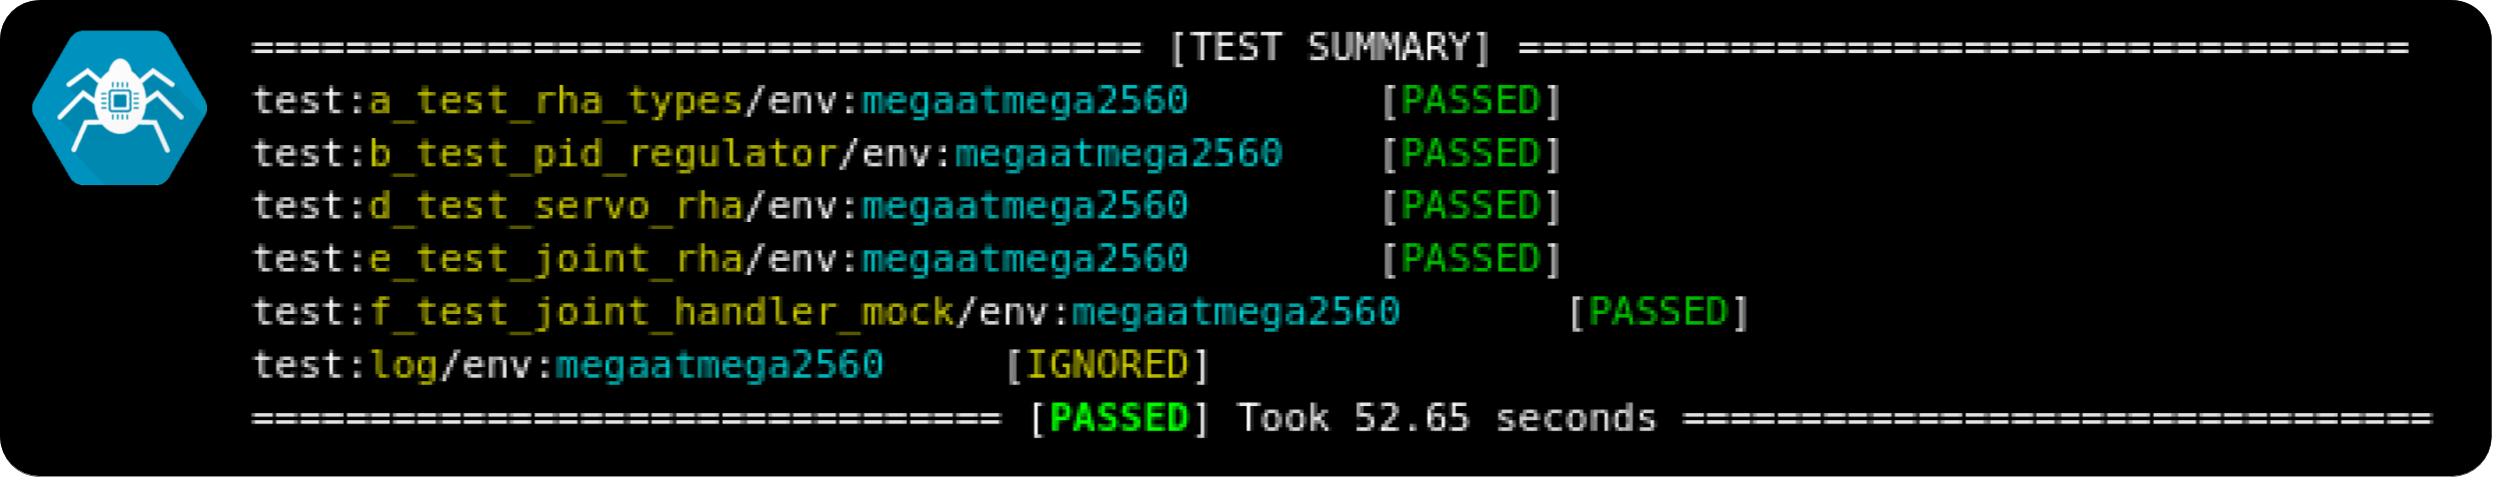 ====================================== [TEST SUMMARY] ======================================
test:a_test_rha_types/env:megaatmega2560        [PASSED]
test:b_test_pid_regulator/env:megaatmega2560    [PASSED]
test:d_test_servo_rha/env:megaatmega2560        [PASSED]
test:e_test_joint_rha/env:megaatmega2560        [PASSED]
test:f_test_joint_handler_mock/env:megaatmega2560       [PASSED]
test:log/env:megaatmega2560     [IGNORED]
================================ [PASSED] Took 52.65 seconds ================================